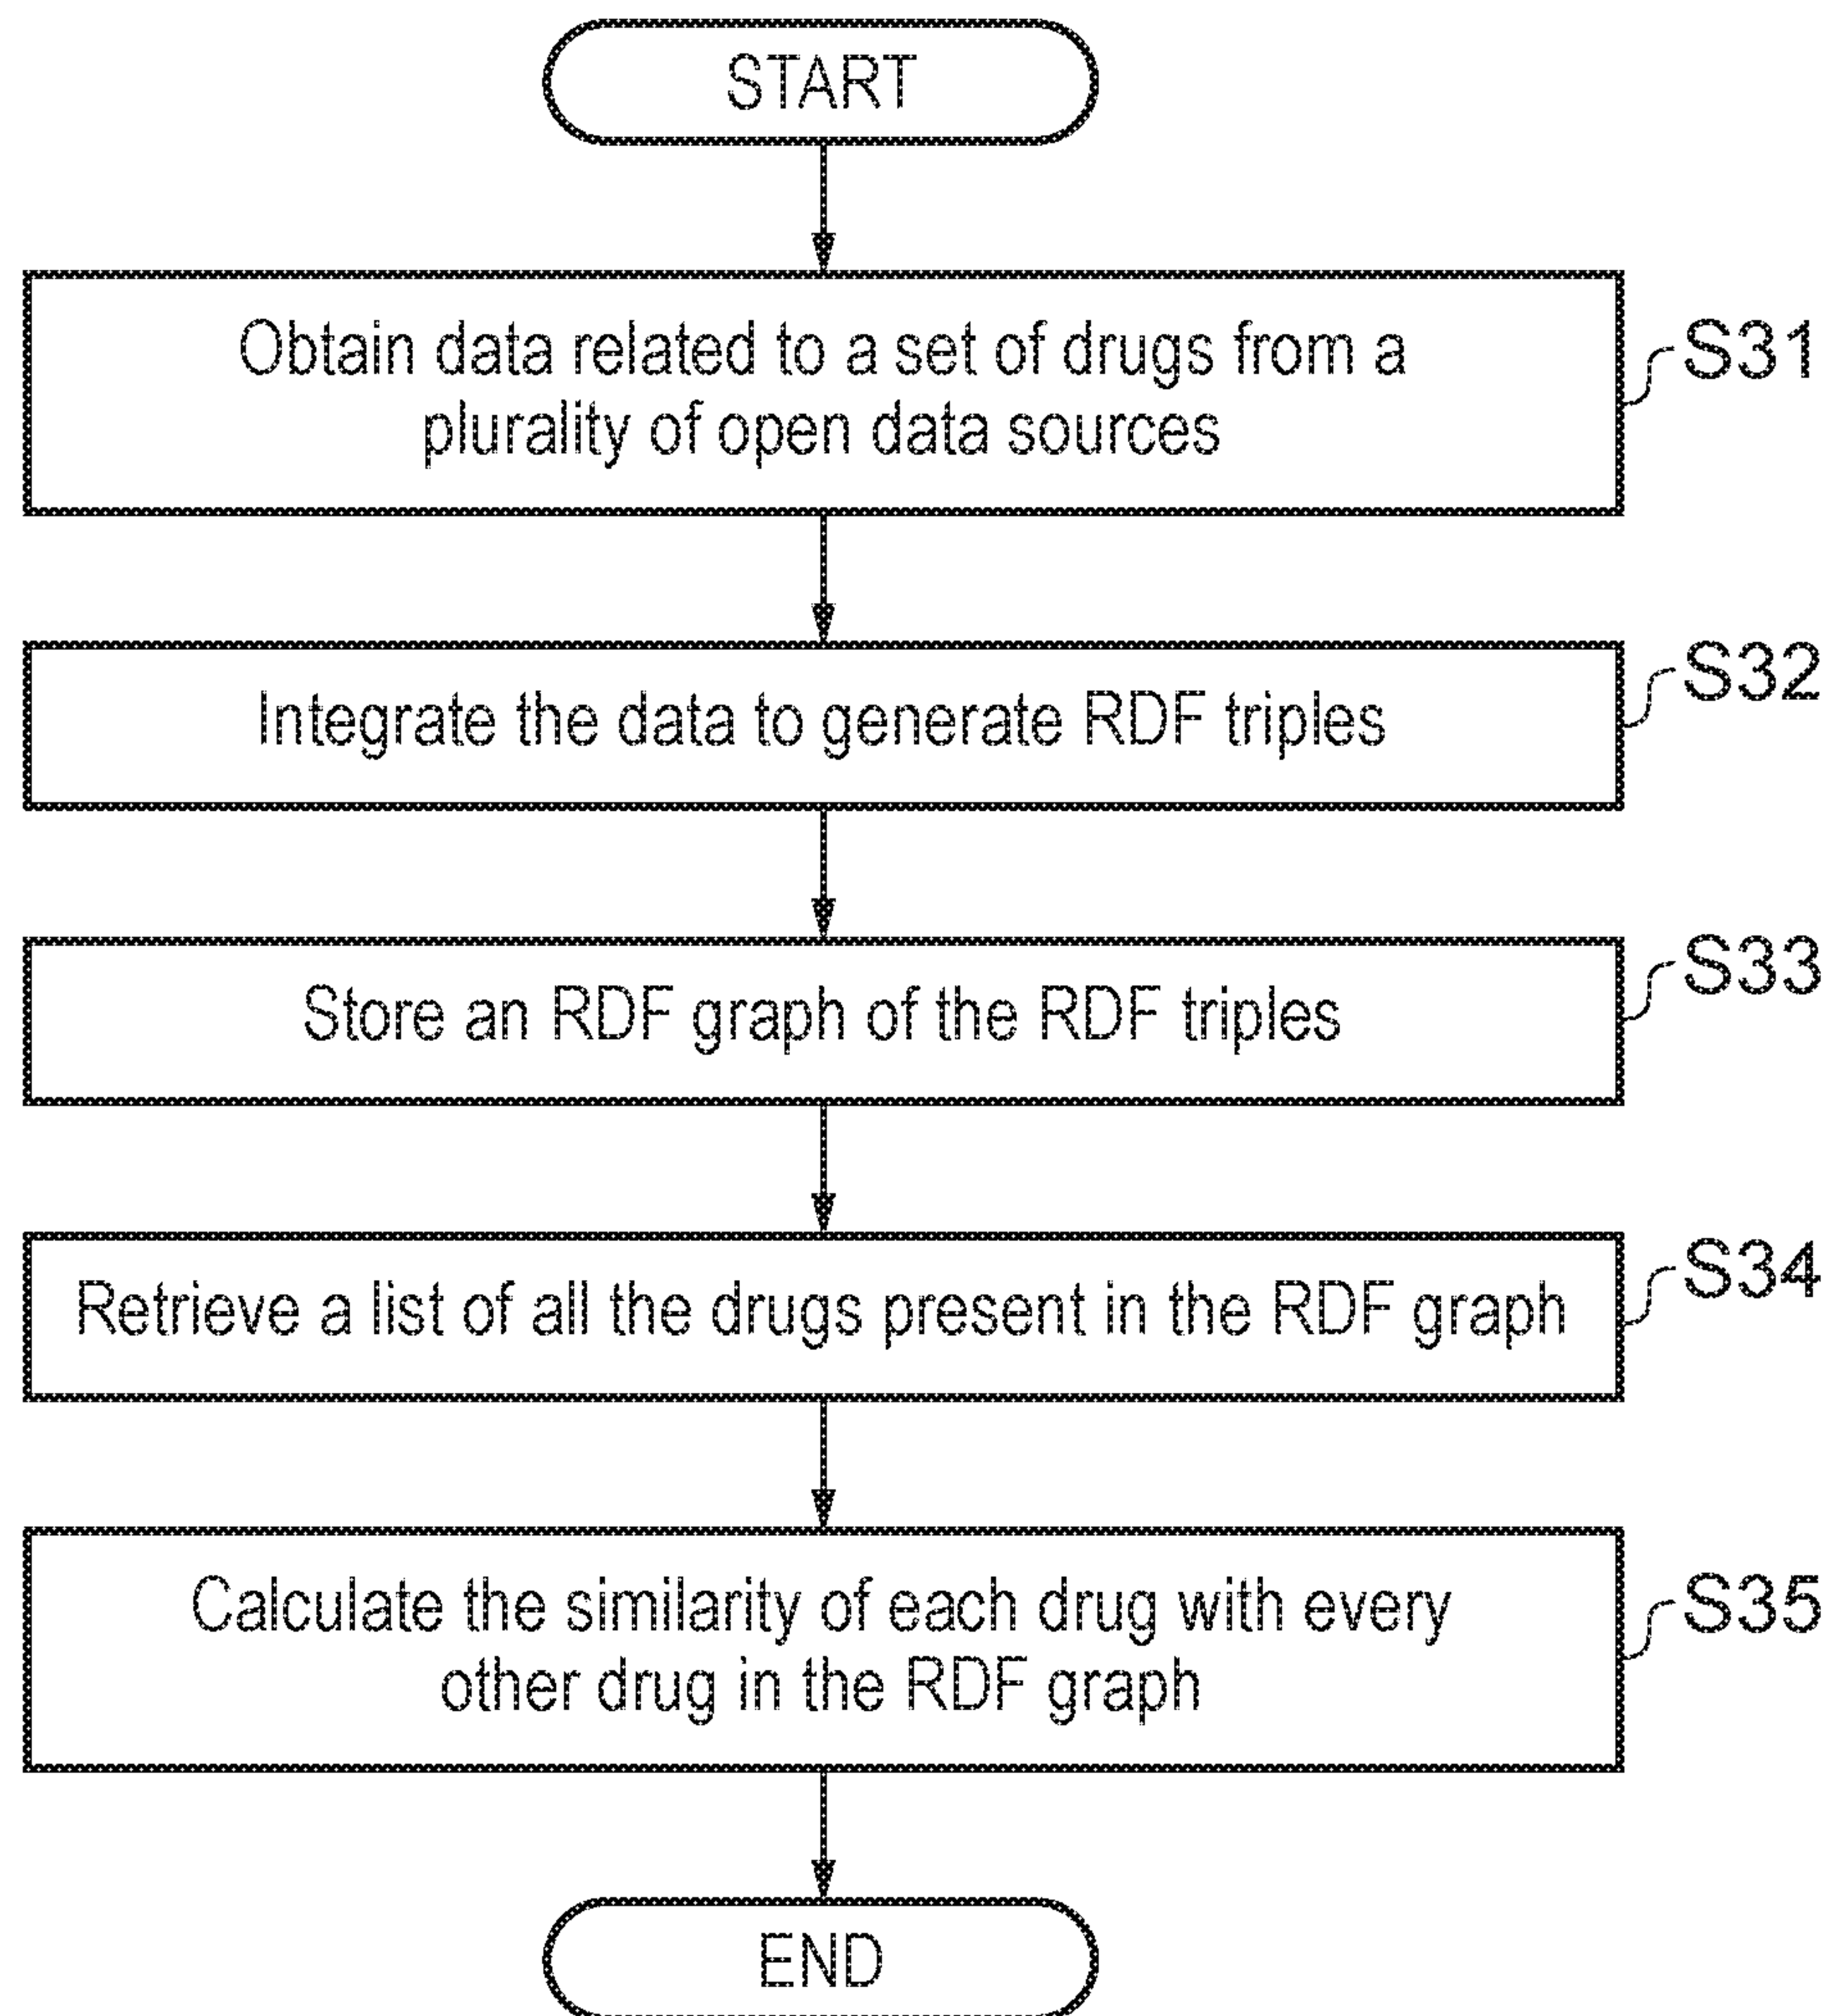 START
Obtain data related to a set of drugs from a
plurality of open data sources
S31
Integrate the data to generate RDF triples
S32
Store an RDF graph of the RDF triples
S33
Retrieve a list of all the drugs present in the RDF graph
S34
Calculate the similarity of each drug with every
other drug in the RDF graph
S35
END